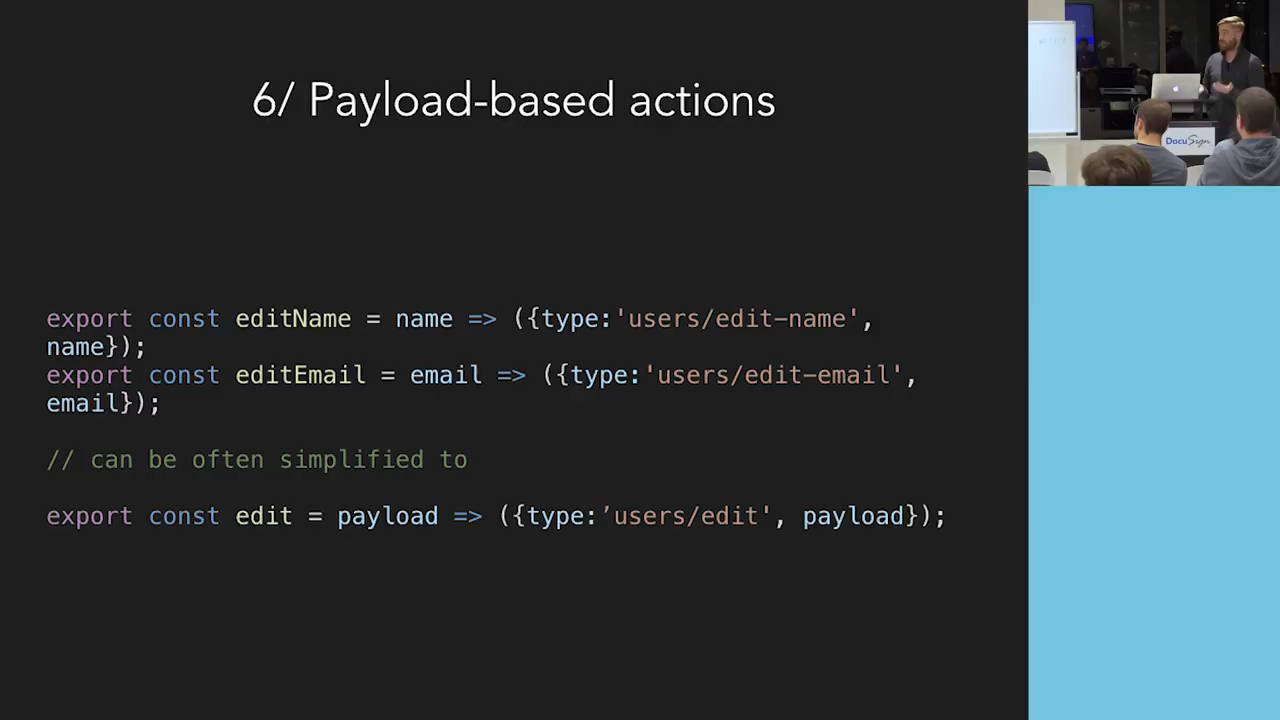 6/ Payload-based actions
export const editName = name => ({type:'users/edit-name',
name});
export const editEmail = email => ({type:'users/edit-email',
email});
// can be often simplified to
export const edit = payload => ({type:’users/edit', payload});
DocuSign